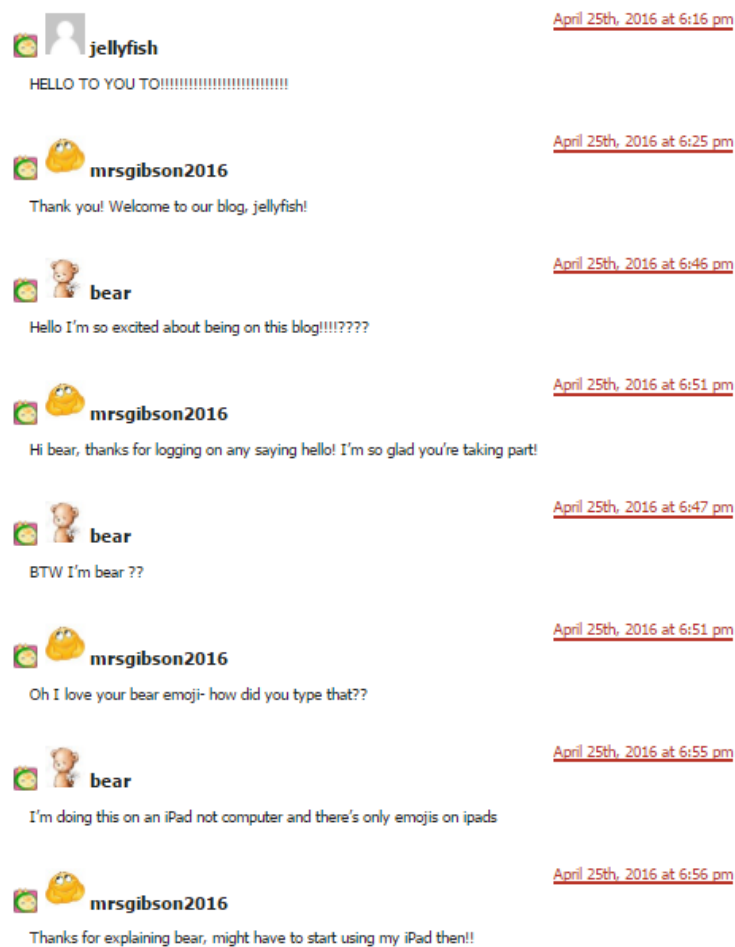 April 25th, 2016 at 6:16 pm
jellyfish
HELLO TO YOU TO!!!!!!!!!!!!!!!!!!!!!!!!!!!
April 25th, 2016 at 6:25 pm
mrsgibson2016
Thank you! Welcome to our blog, jellyfish!
April 25th, 2016 at 6:46 pm
bear
Hello I'm so excited about being on this blog!!!!????
April 25th, 2016 at 6:51 pm
mrsgibson2016
Hi bear, thanks for logging on any saying hello! I'm so glad you're taking part!
April 25th, 2016 at 6:47 pm
bear
BTW I'm bear ??
April 25th, 2016 at 6:51 pm
mrsgibson2016
Oh I love your bear emoji- how did you type that??
April 25th, 2016 at 6:55 pm
bear
I'm doing this on an iPad not computer and there's only emojis on ipads
April 25th, 2016 at 6:56 pm
mrsgibson2016
Thanks for explaining bear, might have to start using my iPad then!!